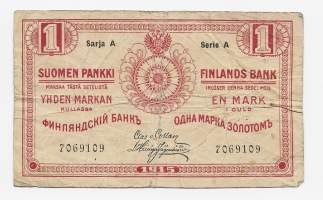 1 Sarja A Serie A 1
SUOMEN PANKKI FINLANDS BANK
YHDEN MARKAN EN MARK
KULLASSA I GULD
ФИНЛЯНДСКІЙ БАНКЪ ОДНА МАРКА ЗОЛОТОМЪ
7069109 7069109
1915